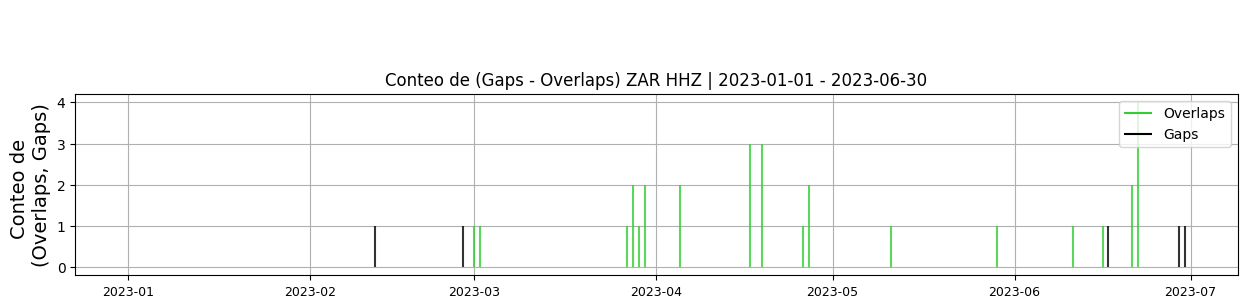 Conteo de (Gaps - Overlaps) ZAR HHZ | 2023-01-01 - 2023-06-30
Conteo de
(Overlaps, Gaps)
4
3
2
1
0
Overlaps
Gaps
2023-01 2023-02 2023-03 2023-04 2023-05 2023-06 2023-07